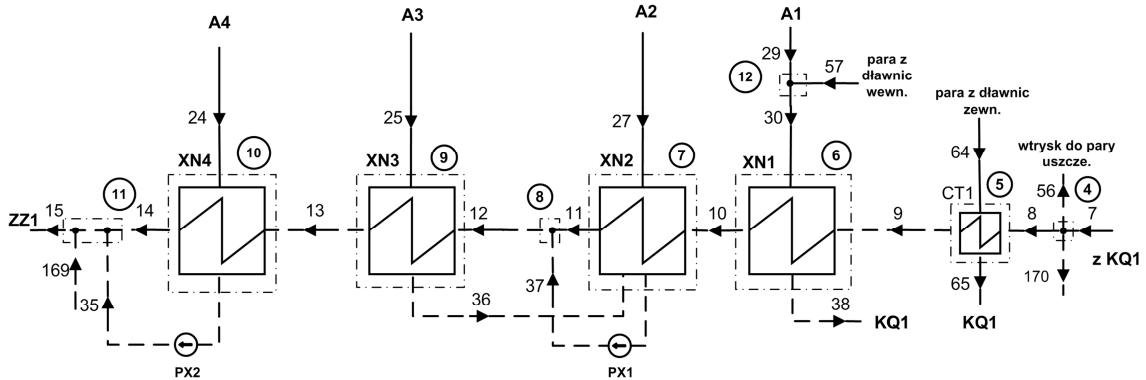 A4
A3
A2
A1
29
12
57
para z
dławnic
wewn.
para z dławnic
zewn.
24
25
27
30
64
wtrysk do pary
uszcze.
XN4
10
XN3
9
XN2
7
XN1
6
CT1
5
56
4
ZZ1
15
11
14
13
12
8
11
10
9
8
7
z KQ1
169
35
36
37
38
KQ1
65
KQ1
170
PX2
PX1